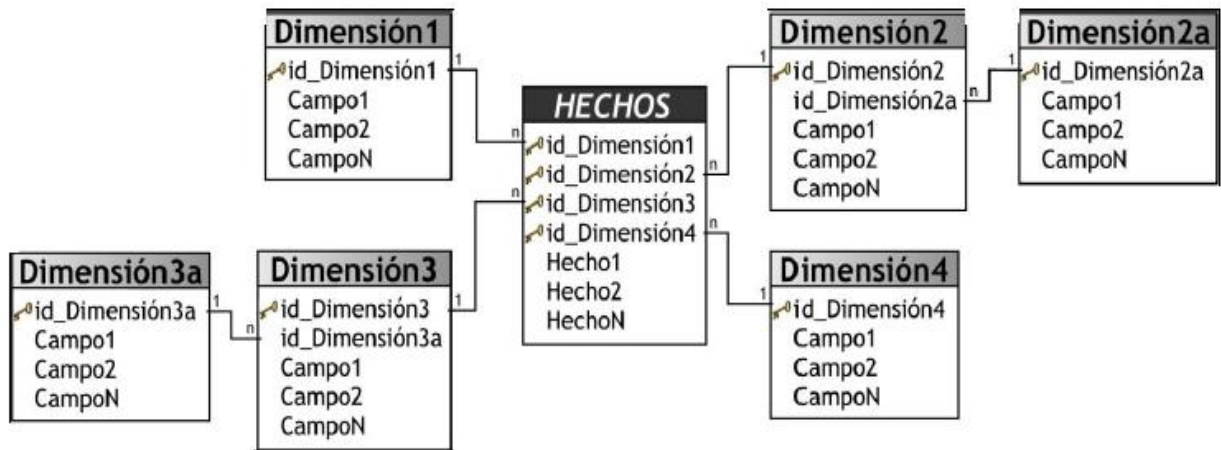 Dimensión1
id_Dimensión1
Campo1
Campo2
CampoN
1
n
HECHOS
id_Dimensión1
id_Dimensión2
id_Dimensión3
id_Dimensión4
Hecho1
Hecho2
HechoN
n
n
n
Dimensión2
id_Dimensión2
id_Dimensión2a
Campo1
Campo2
CampoN
1
n
Dimensión2a
id_Dimensión2a
Campo1
Campo2
CampoN
1
Dimensión3a
id_Dimensión3a
Campo1
Campo2
CampoN
1
n
Dimensión3
id_Dimensión3
id_Dimensión3a
Campo1
Campo2
CampoN
1
Dimensión4
id_Dimensión4
Campo1
Campo2
CampoN
1